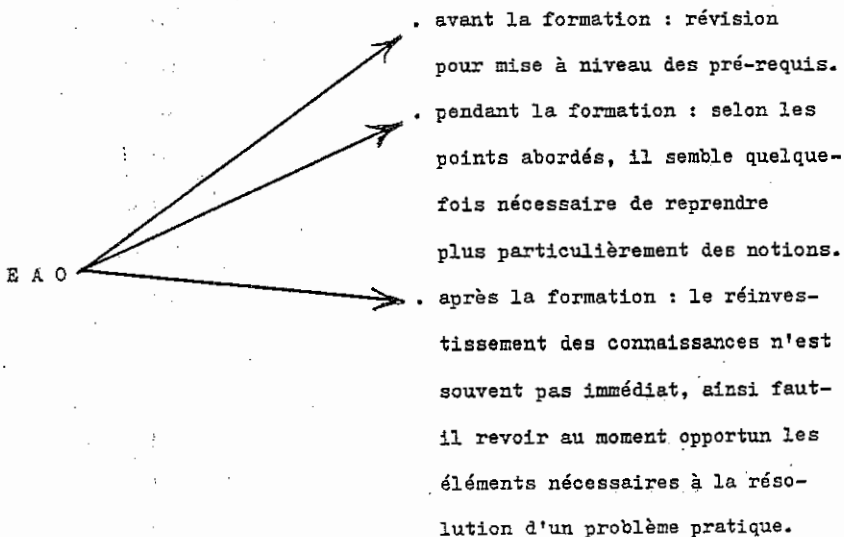 . avant la formation : révision
pour mise à niveau des pré-requis.
. pendant la formation : selon les
points abordés, il semble quelque-
fois nécessaire de reprendre
plus particulièrement des notions.
E A O
. après la formation : le réinves-
tissement des connaissances n'est
souvent pas immédiat, ainsi faut-
il revoir au moment opportun les
éléments nécessaires à la réso-
lution d'un problème pratique.